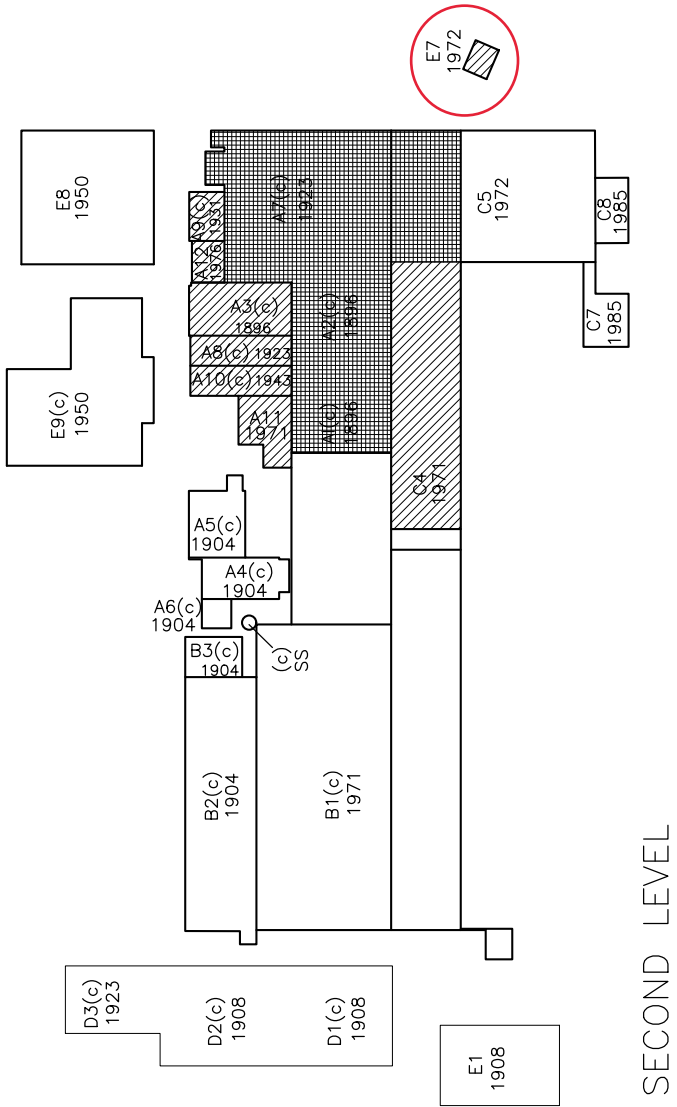 E7
1972
E8
1950
A9(c)
1931
A7(c)
1923
C5
1972
C8
1985
A12
1976
A3(c)
1896
A2(c)
1896
C7
1985
A8(c) 1923
E9(c)
1950
A10(c) 1943
A11
1971
A1(c)
1896
C4
1971
A5(c)
1904
A4(c)
1904
A6(c)
1904
B3(c)
1904
(c)
SS
B2(c)
1904
B1(c)
1971
D3(c)
1923
D2(c)
1908
D1(c)
1908
E1
1908
SECOND LEVEL